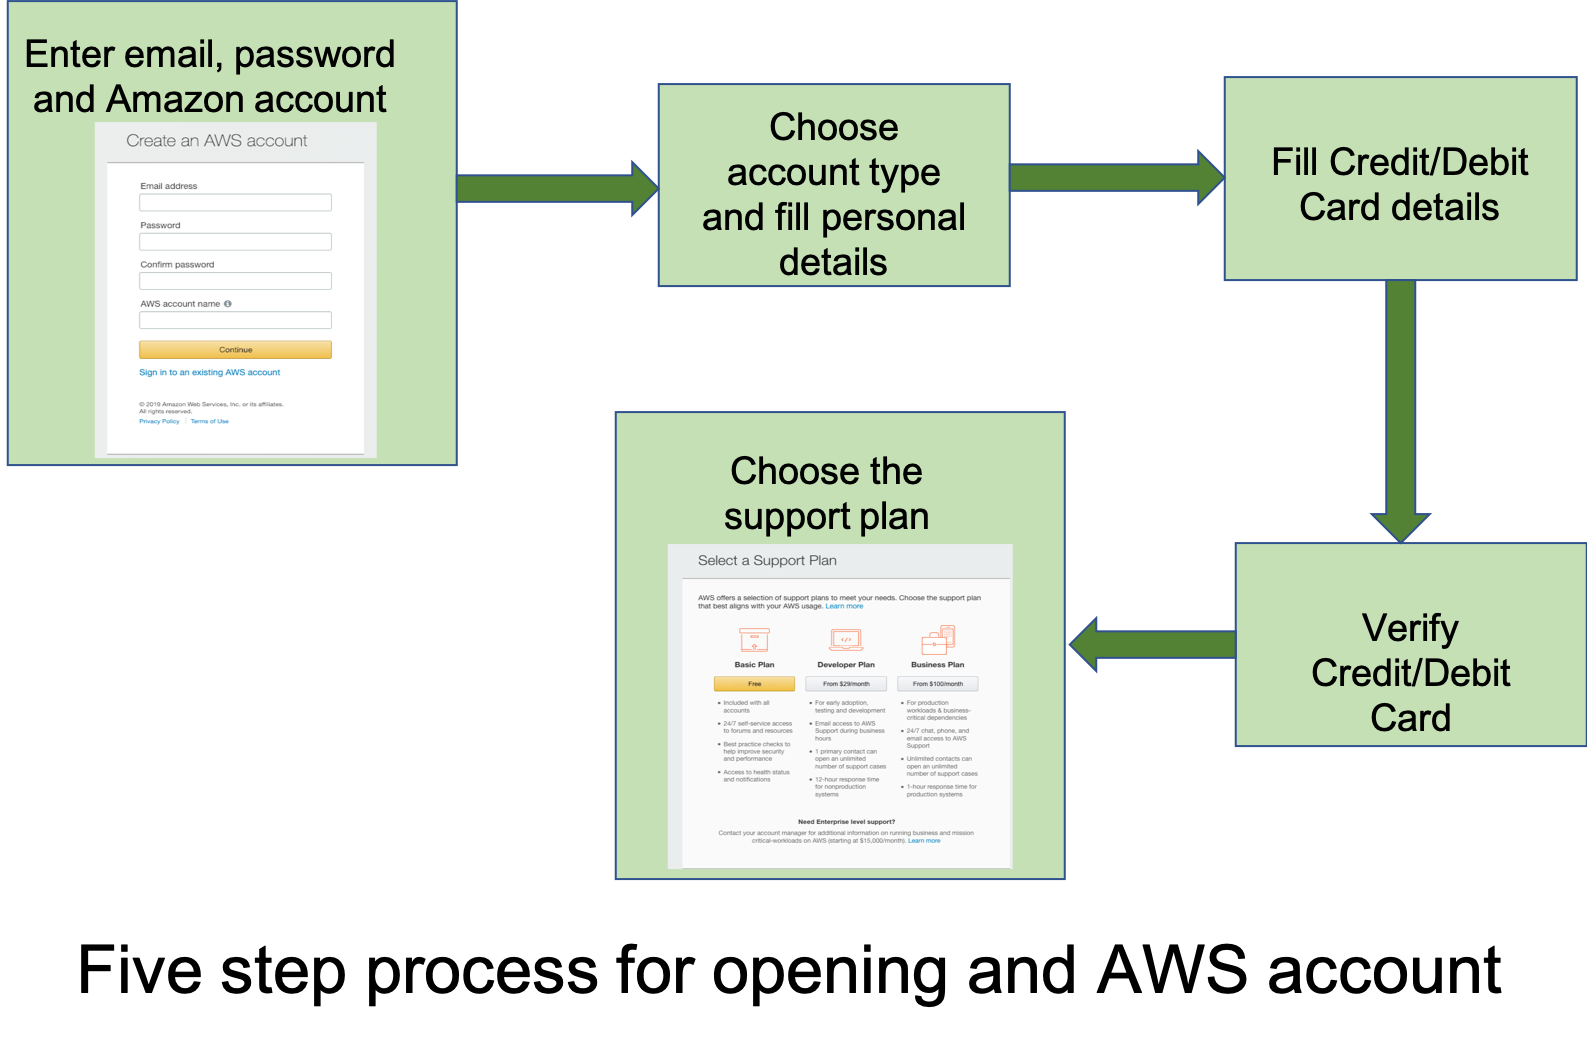 Enter email, password
and Amazon account
Create an AWS account
Email address
Password
Confirm password
AWS account name
Continue
Sign in to an existing AWS account
© 2019 Amazon Web Services, Inc. or its affiliates.
All rights reserved.
Privacy Policy | Terms of Use
Choose
account type
and fill personal
details
Fill Credit/Debit
Card details
Verify
Credit/Debit
Card
Choose the
support plan
Select a Support Plan
AWS offers a selection of support plans to meet your needs. Choose the support plan
that best aligns with your AWS usage. Learn more
Basic Plan
Free
• Included with all
accounts
• 24/7 self-service access
to forums and resources
• Best practice checks to
help improve security
and performance
• Access to health status
and notifications
Developer Plan
From $29/month
• For early adoption,
testing and development
• Email access to AWS
Support during business
hours
• 1 primary contact can
open an unlimited
number of support cases
• 12-hour response time
for nonproduction
systems
Business Plan
From $100/month
• For production
workloads & business-
critical dependencies
• 24/7 chat, phone, and
email access to AWS
Support
• Unlimited contacts can
open an unlimited
number of support cases
• 1-hour response time for
production systems
Need Enterprise level support?
Contact your account manager for additional information on running business and mission
critical-workloads on AWS (starting at $15,000/month). Learn more
Five step process for opening and AWS account